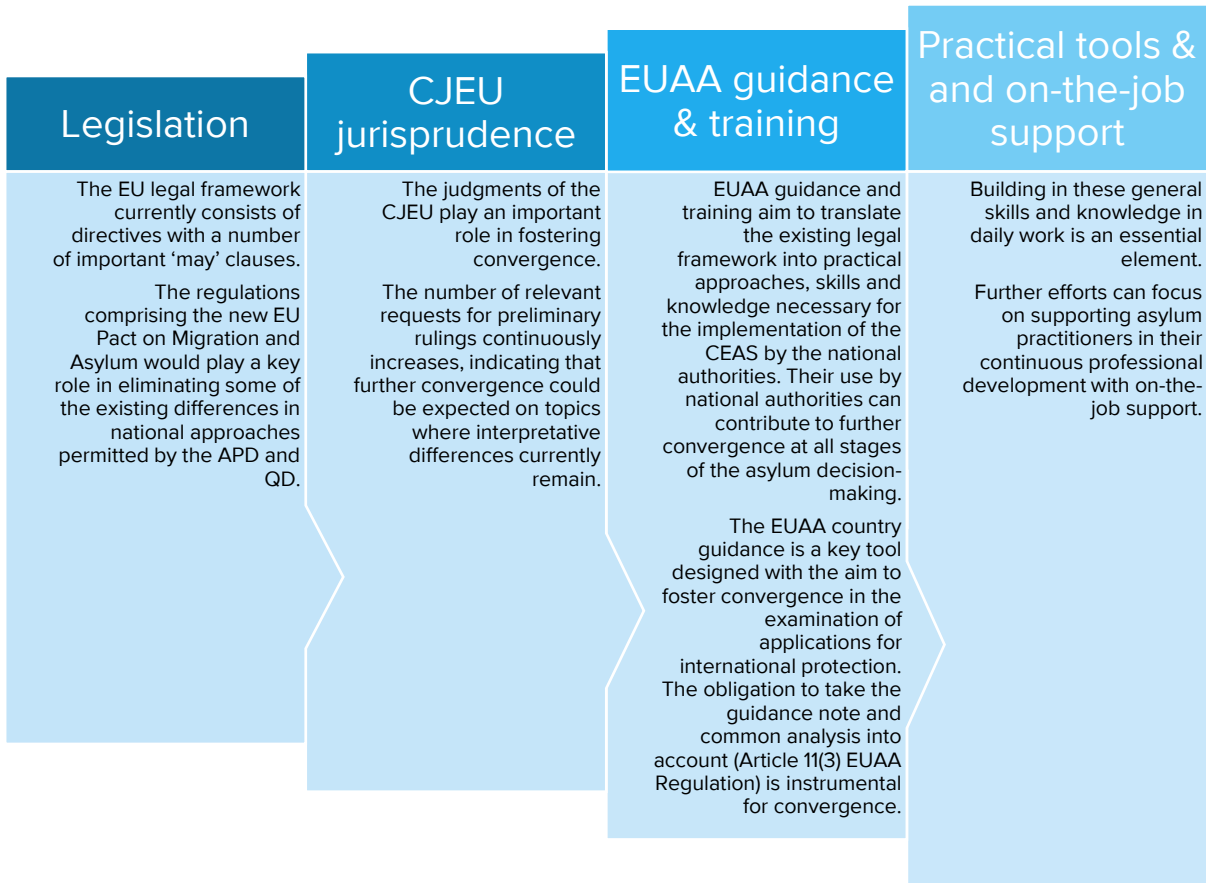 Legislation
The EU legal framework
currently consists of
directives with a number
of important ‘may’ clauses.
The regulations
comprising the new EU
Pact on Migration and
Asylum would play a key
role in eliminating some of
the existing differences in
national approaches
permitted by the APD and
QD.
CJEU
jurisprudence
The judgments of the
CJEU play an important
role in fostering
convergence.
The number of relevant
requests for preliminary
rulings continuously
increases, indicating that
further convergence could
be expected on topics
where interpretative
differences currently
remain.
EUAA guidance
& training
EUAA guidance and
training aim to translate
the existing legal
framework into practical
approaches, skills and
knowledge necessary for
the implementation of the
CEAS by the national
authorities. Their use by
national authorities can
contribute to further
convergence at all stages
of the asylum decision-
making.
The EUAA country
guidance is a key tool
designed with the aim to
foster convergence in the
examination of
applications for
international protection.
The obligation to take the
guidance note and
common analysis into
account (Article 11(3) EUAA
Regulation) is instrumental
for convergence.
Practical tools &
and on-the-job
support
Building in these general
skills and knowledge in
daily work is an essential
element.
Further efforts can focus
on supporting asylum
practitioners in their
continuous professional
development with on-the-
job support.